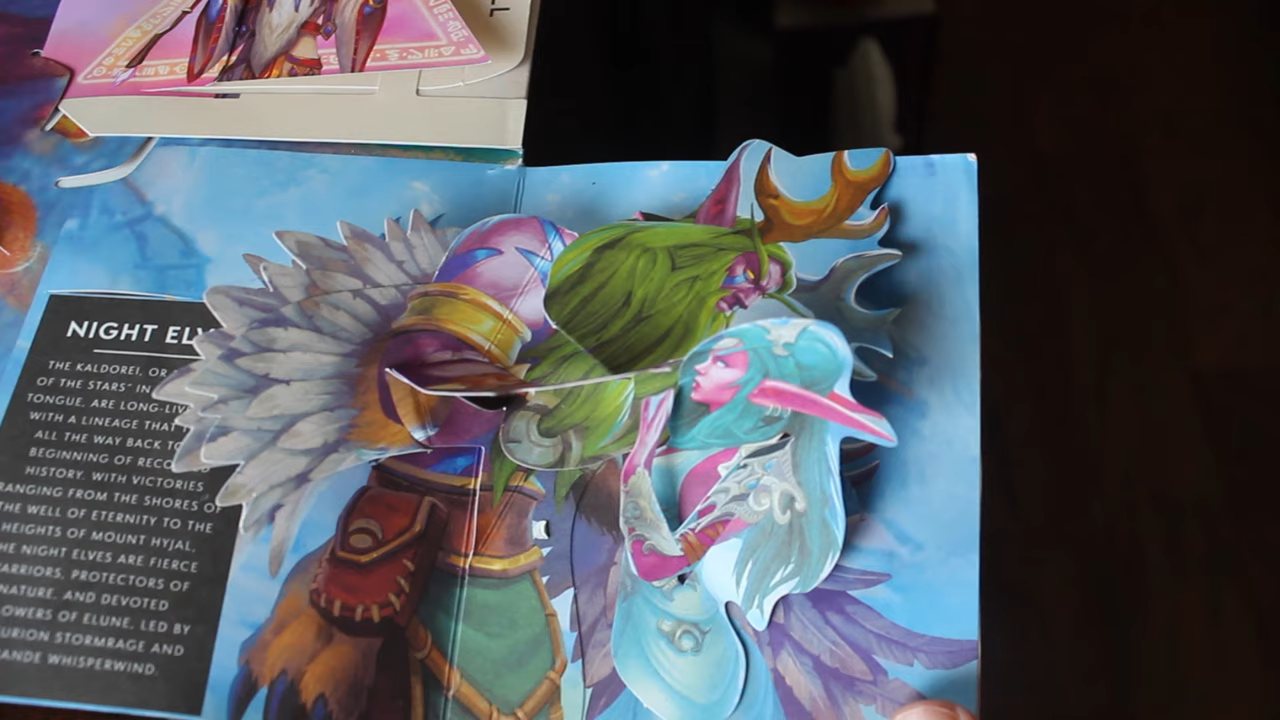 NIGHT EL
THE KALDOREI, OR
OF THE STARS" IN
TONGUE, ARE LONG-LIV
WITH A LINEAGE THAT
ALL THE WAY BACK TO
BEGINNING OF RECO
HISTORY. WITH VICTORIES
RANGING FROM THE SHORES OF
THE WELL OF ETERNITY TO THE
HEIGHTS OF MOUNT HYJAL,
HE NIGHT ELVES ARE FIERCE
ARRIORS, PROTECTORS OF
NATURE, AND DEVOTED
OWERS OF ELUNE, LED BY
URION STORMRAGE AND
ANDE WHISPERWIND.